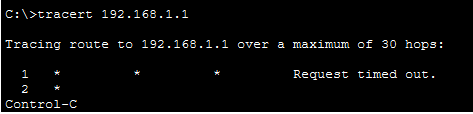 C:\>tracert 192.168.1.1
Tracing route to 192.168.1.1 over a maximum of 30 hops:
1 * * * Request timed out.
2 *
Control-C